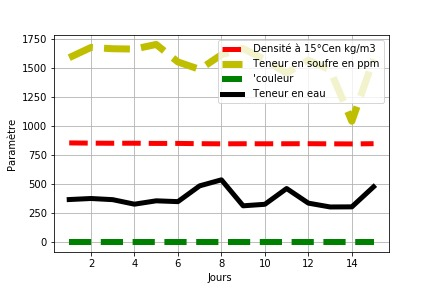 1750
1500
1250
1000
750
500
250
0
Paramètre
Densité à 15°Cen kg/m3
Teneur en soufre en ppm
'couleur
Teneur en eau
2 4 6 8 10 12 14
Jours